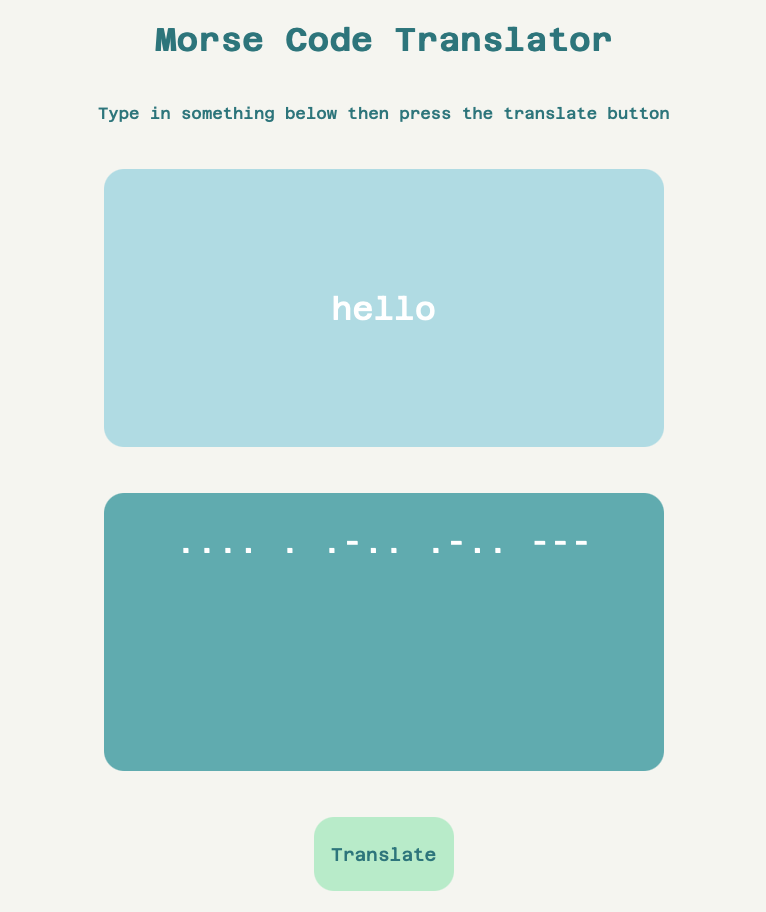 Morse Code Translator
Type in something below then press the translate button
hello
.... . .-.. .-.. ---
Translate